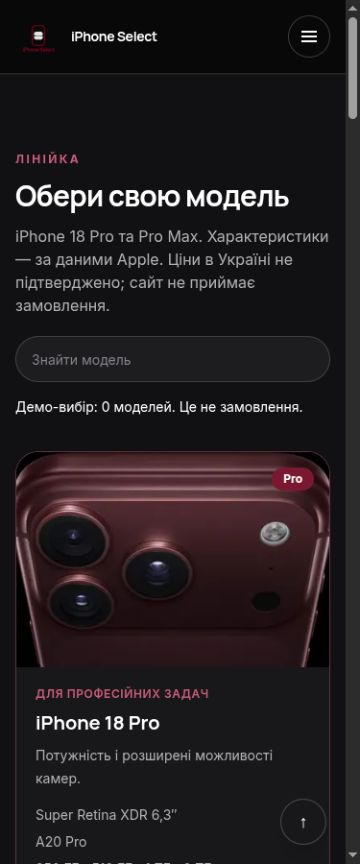 iPhone Select
ЛІНІЙКА
Обери свою модель
iPhone 18 Pro та Pro Max. Характеристики
— за даними Apple. Ціни в Україні не
підтверджено; сайт не приймає
замовлення.
Знайти модель
Демо-вибір: 0 моделей. Це не замовлення.
Pro
ДЛЯ ПРОФЕСІЙНИХ ЗАДАЧ
iPhone 18 Pro
Потужність і розширені можливості
камер.
Super Retina XDR 6,3″
A20 Pro
↑